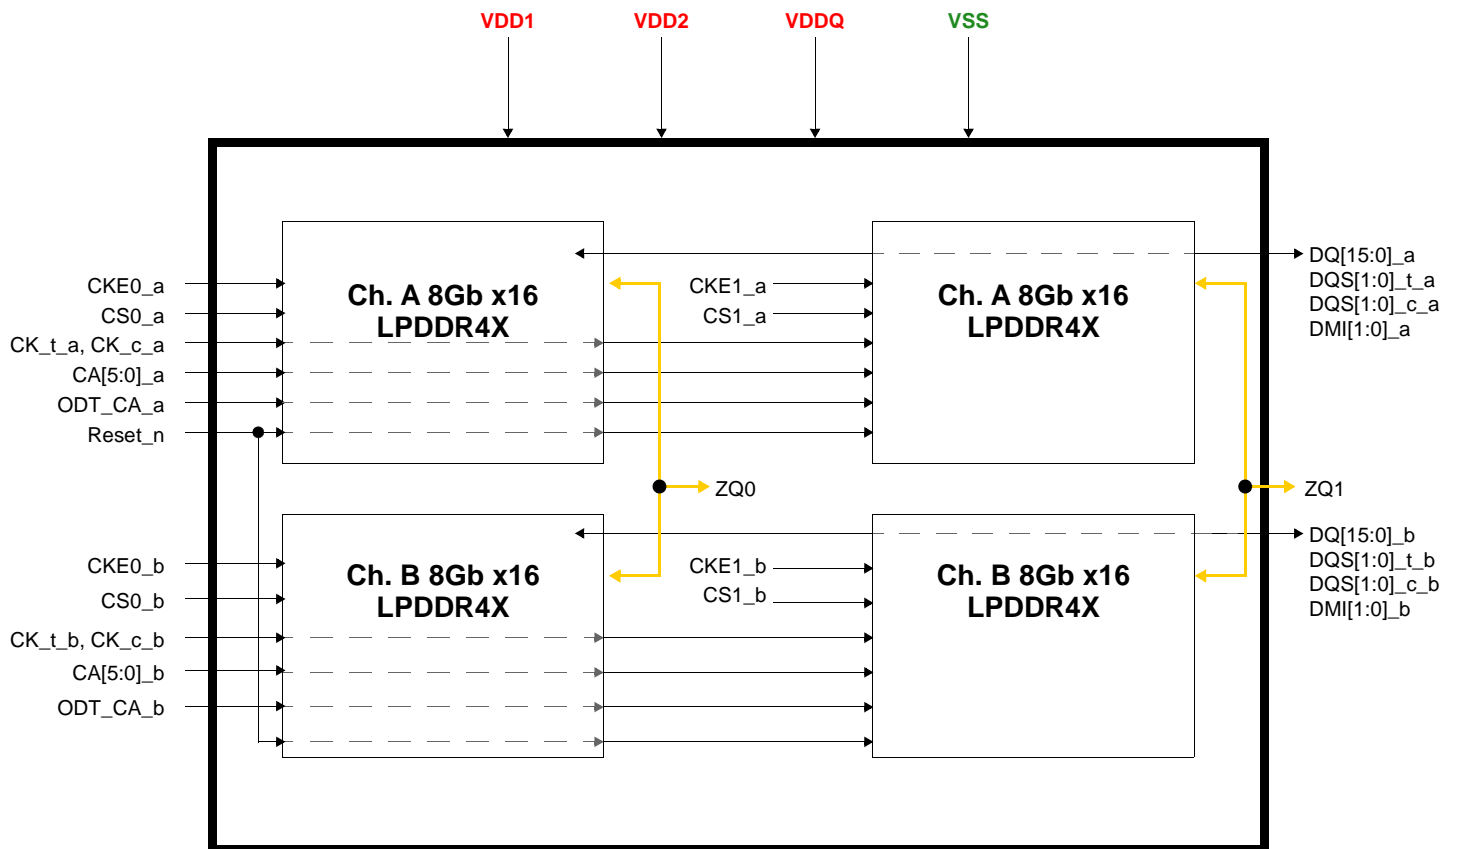 VDD1 VDD2 VDDQ VSS
CKE0_a
CS0_a
CK_t_a, CK_c_a
CA[5:0]_a
ODT_CA_a
Reset_n
Ch. A 8Gb x16
LPDDR4X
CKE1_a
CS1_a
Ch. A 8Gb x16
LPDDR4X
DQ[15:0]_a
DQS[1:0]_t_a
DQS[1:0]_c_a
DMI[1:0]_a
ZQ0
ZQ1
CKE0_b
CS0_b
CK_t_b, CK_c_b
CA[5:0]_b
ODT_CA_b
Ch. B 8Gb x16
LPDDR4X
CKE1_b
CS1_b
Ch. B 8Gb x16
LPDDR4X
DQ[15:0]_b
DQS[1:0]_t_b
DQS[1:0]_c_b
DMI[1:0]_b